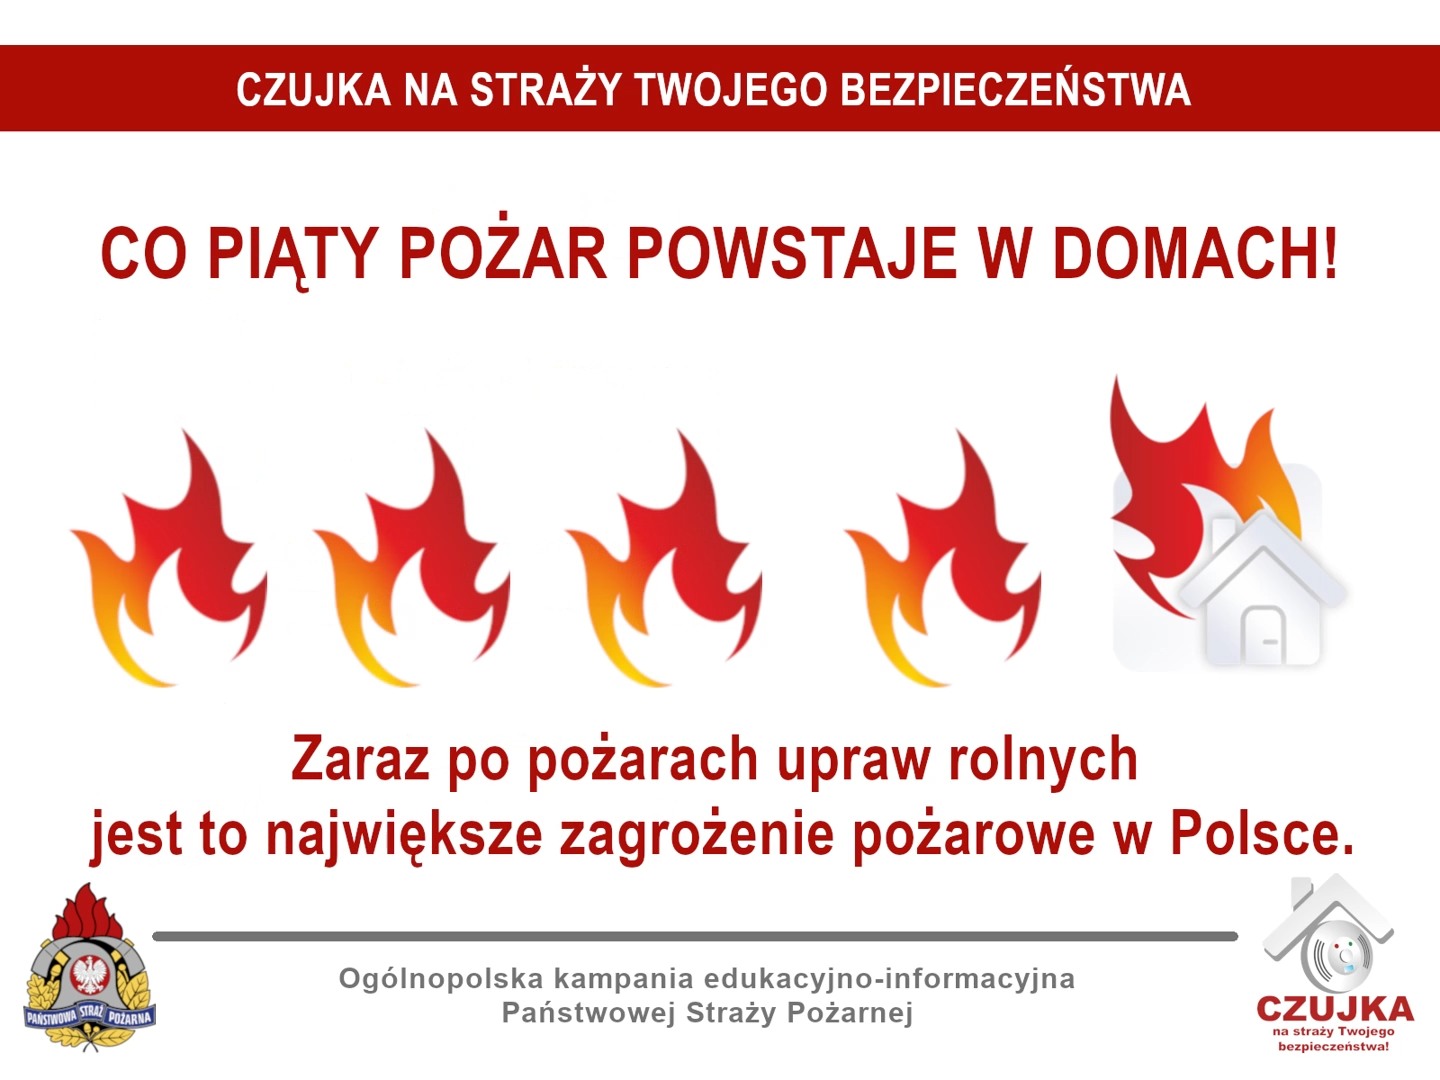 CZUJKA NA STRAŻY TWOJEGO BEZPIECZEŃSTWA
CO PIĄTY POŻAR POWSTAJE W DOMACH!
Zaraz po pożarach upraw rolnych
jest to największe zagrożenie pożarowe w Polsce.
PAŃSTWOWA STRAŻ POŻARNA
Ogólnopolska kampania edukacyjno-informacyjna
Państwowej Straży Pożarnej
CZUJKA
na straży Twojego
bezpieczeństwa!